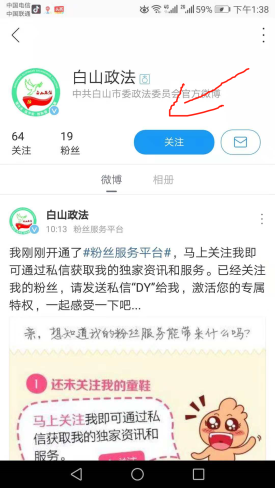 中国电信
中国联通
59%
下午1:38
白山政法
中共白山市委政法委员会官方微博
64
19
关注
粉丝
关注
微博
相册
白山政法
10:13 粉丝服务平台
我刚刚开通了#粉丝服务平台#，马上关注我即
可通过私信获取我的独家资讯和服务。已经关注
我的粉丝，请发送私信“DY”给我，激活您的专属
特权，一起感受一下吧...
亲，想知道我的粉丝服务能带来什么吗？
1 还未关注我的童鞋
马上关注我即可通过私
信获取我的独家资讯和
服务。